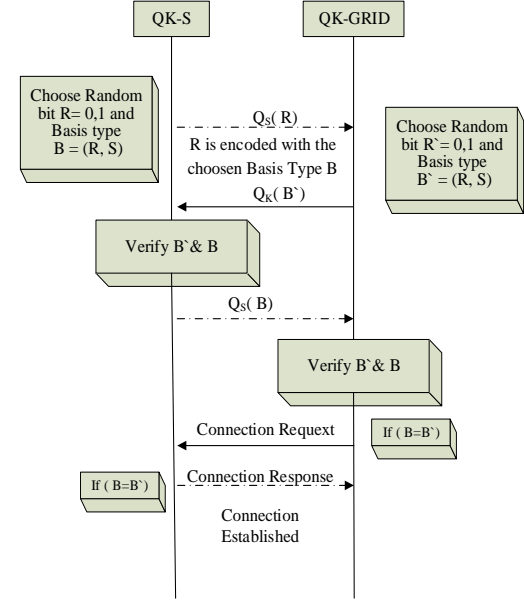 QK-S
QK-GRID
Choose Random
bit R= 0,1 and
Basis type
B = (R, S)
QS( R)
R is encoded with the
choosen Basis Type B
QK( B`)
Choose Random
bit R`= 0,1 and
Basis type
B` = (R, S)
Verify B`& B
QS( B)
Verify B`& B
Connection Requext
If ( B=B`)
If ( B=B`)
Connection Response
Connection
Established